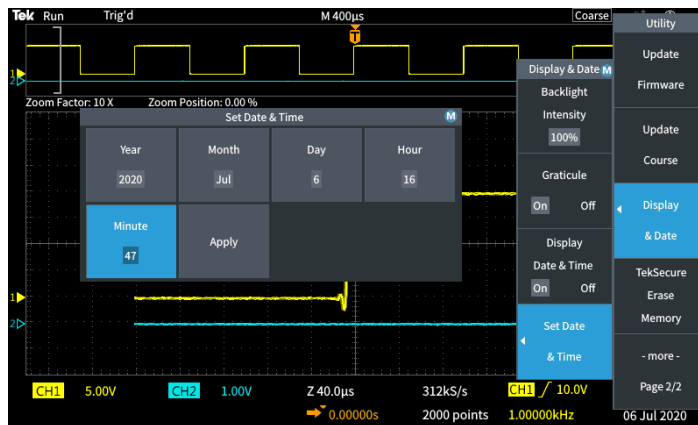 Tek Run Trig'd M 400µs Coarse
Utility
Update
Firmware
Update
Course
Display
& Date
TekSecure
Erase
Memory
- more -
Page 2/2
Display & Date M
Backlight
Intensity
100%
Graticule
On Off
Display
Date & Time
On Off
Set Date
& Time
T
1
2
Zoom Factor: 10 X Zoom Position: 0.00 %
Set Date & Time M
Year Month Day Hour
2020 Jul 6 16
Minute
47
Apply
1
2
CH1 5.00V CH2 1.00V Z 40.0µs 312kS/s CH1 10.0V
0.00000s 2000 points 1.00000kHz 06 Jul 2020